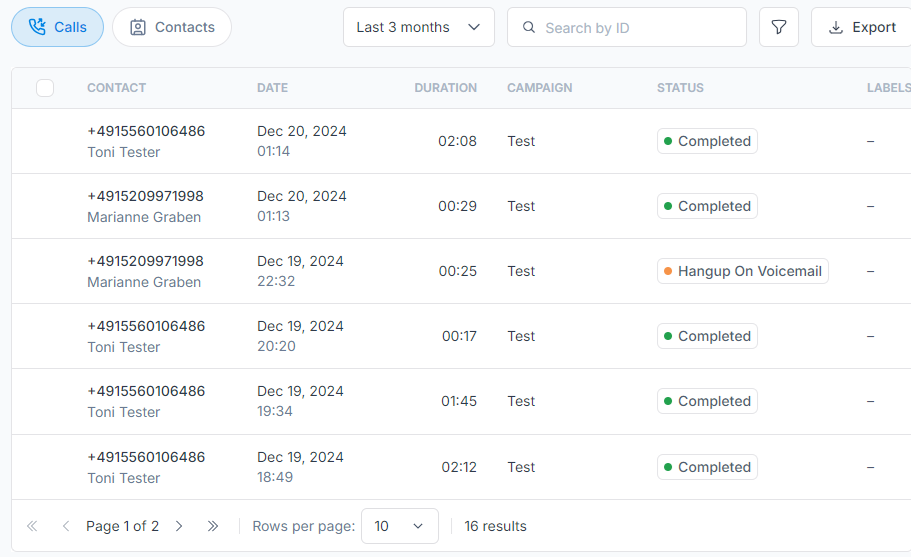 Calls
Contacts
Last 3 months
Search by ID
Export
CONTACT DATE DURATION CAMPAIGN STATUS LABELS
+4915560106486 Dec 20, 2024 02:08 Test Completed –
Toni Tester 01:14
+4915209971998 Dec 20, 2024 00:29 Test Completed –
Marianne Graben 01:13
+4915209971998 Dec 19, 2024 00:25 Test Hangup On Voicemail –
Marianne Graben 22:32
+4915560106486 Dec 19, 2024 00:17 Test Completed –
Toni Tester 20:20
+4915560106486 Dec 19, 2024 01:45 Test Completed –
Toni Tester 19:34
+4915560106486 Dec 19, 2024 02:12 Test Completed –
Toni Tester 18:49
Page 1 of 2 Rows per page: 10 16 results